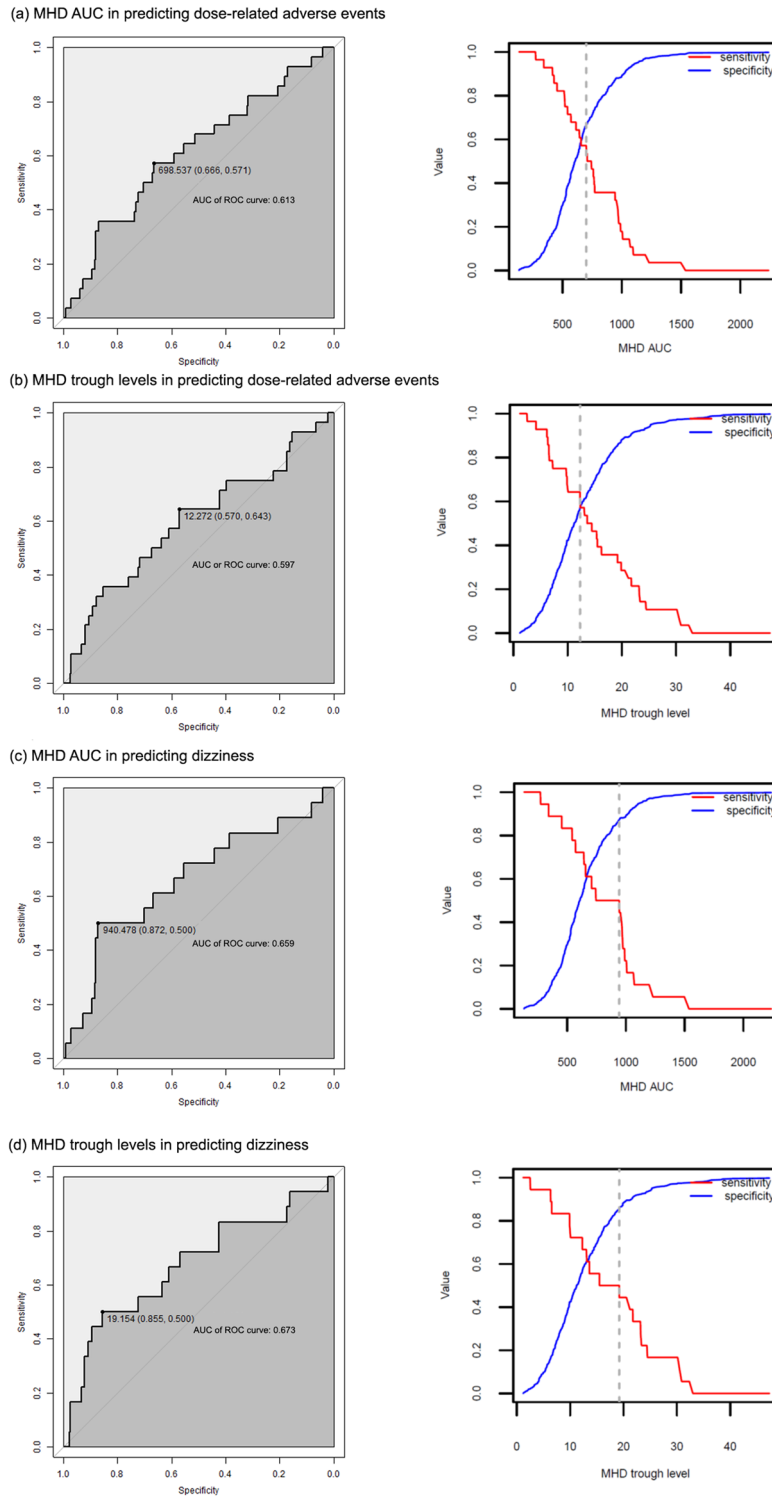 (a) MHD AUC in predicting dose-related adverse events
1.0
0.8
0.6
0.4
0.2
0.0
Sensitivity
698.537 (0.666, 0.571)
AUC of ROC curve: 0.613
1.0 0.8 0.6 0.4 0.2 0.0
Specificity
1.0
0.8
0.6
0.4
0.2
0.0
Value
sensitivity
specificity
500 1000 1500 2000
MHD AUC
(b) MHD trough levels in predicting dose-related adverse events
1.0
0.8
0.6
0.4
0.2
0.0
Sensitivity
12.272 (0.570, 0.643)
AUC or ROC curve: 0.597
1.0 0.8 0.6 0.4 0.2 0.0
Specificity
1.0
0.8
0.6
0.4
0.2
0.0
Value
sensitivity
specificity
0 10 20 30 40
MHD trough level
(c) MHD AUC in predicting dizziness
1.0
0.8
0.6
0.4
0.2
0.0
Sensitivity
940.478 (0.872, 0.500)
AUC of ROC curve: 0.659
1.0 0.8 0.6 0.4 0.2 0.0
Specificity
1.0
0.8
0.6
0.4
0.2
0.0
Value
sensitivity
specificity
500 1000 1500 2000
MHD AUC
(d) MHD trough levels in predicting dizziness
1.0
0.8
0.6
0.4
0.2
0.0
Sensitivity
19.154 (0.855, 0.500)
AUC of ROC curve: 0.673
1.0 0.8 0.6 0.4 0.2 0.0
Specificity
1.0
0.8
0.6
0.4
0.2
0.0
Value
sensitivity
specificity
0 10 20 30 40
MHD trough level